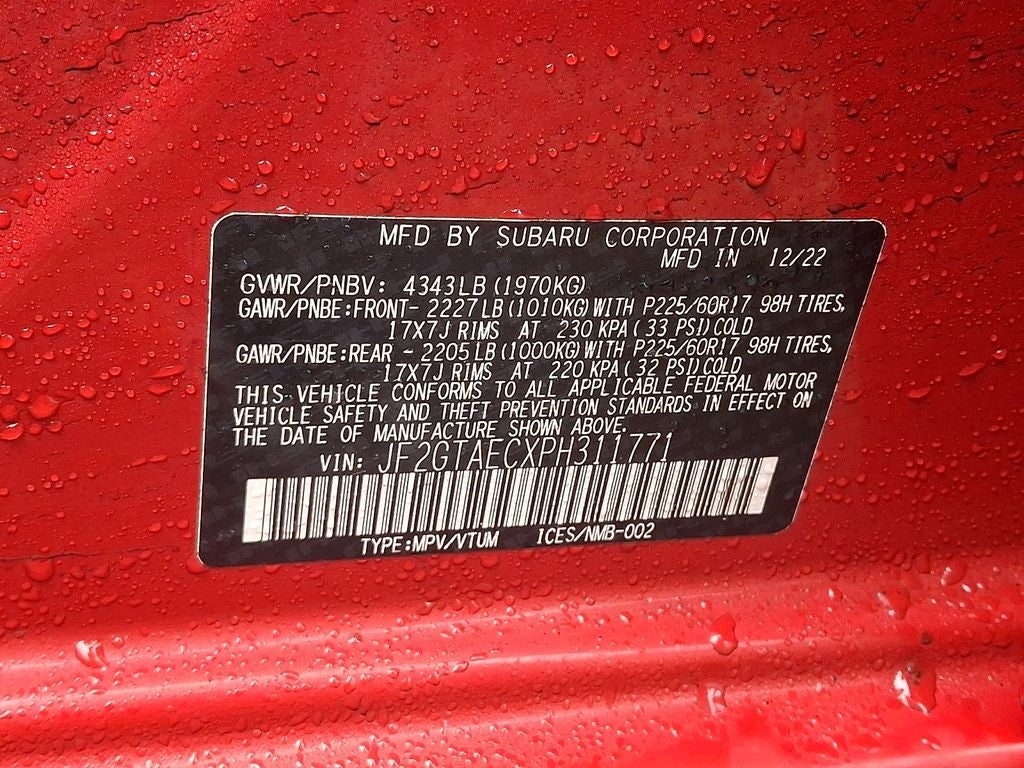 MFD BY SUBARU CORPORATION
MFD IN 12/22
GVWR/PNBV: 4343LB (1970KG)
GAWR/PNBE:FRONT- 2227LB (1010KG) WITH P225/60R17 98H TIRES,
17X7J RIMS AT 230 KPA (33 PSI) COLD
GAWR/PNBE:REAR - 2205LB (1000KG) WITH P225/60R17 98H TIRES,
17X7J RIMS AT 220 KPA (32 PSI) COLD
THIS VEHICLE CONFORMS TO ALL APPLICABLE FEDERAL MOTOR
VEHICLE SAFETY AND THEFT PREVENTION STANDARDS IN EFFECT ON
THE DATE OF MANUFACTURE SHOWN ABOVE.
VIN: JF2GTAECXPH311771
TYPE:MPV/VTUM ICES/NMB-002